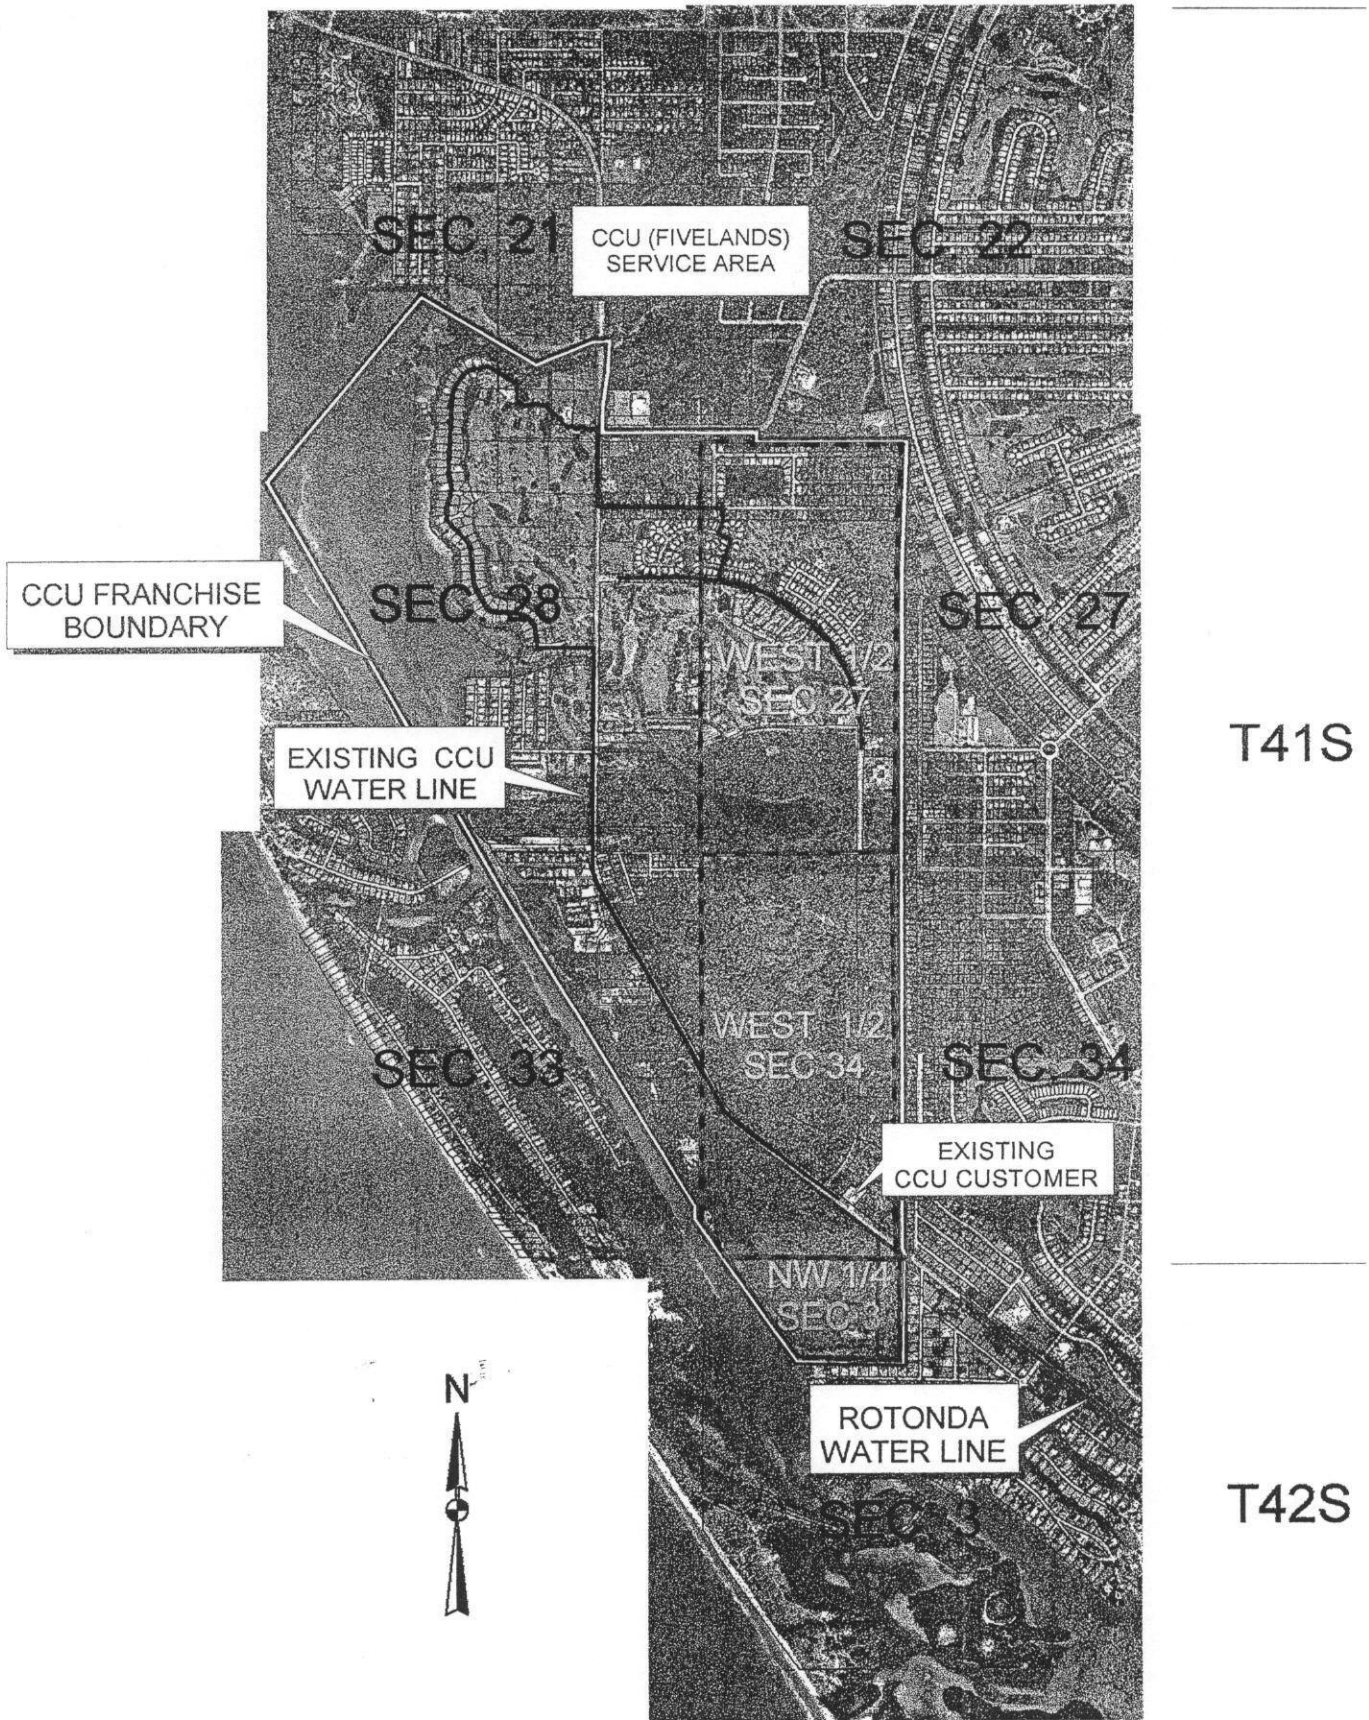 SEC. 21
CCU (FIVELANDS)
SERVICE AREA
SEC. 22
CCU FRANCHISE
BOUNDARY
SEC. 28
SEC. 27
WEST 1/2
SEC 27
T41S
EXISTING CCU
WATER LINE
WEST 1/2
SEC 34
SEC. 33
SEC. 34
EXISTING
CCU CUSTOMER
NW 1/4
SEC 3
N
ROTONDA
WATER LINE
SEC. 3
T42S